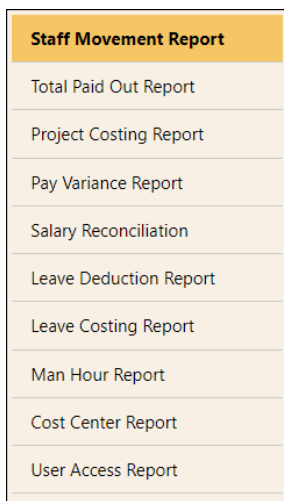 Staff Movement Report
Total Paid Out Report
Project Costing Report
Pay Variance Report
Salary Reconciliation
Leave Deduction Report
Leave Costing Report
Man Hour Report
Cost Center Report
User Access Report